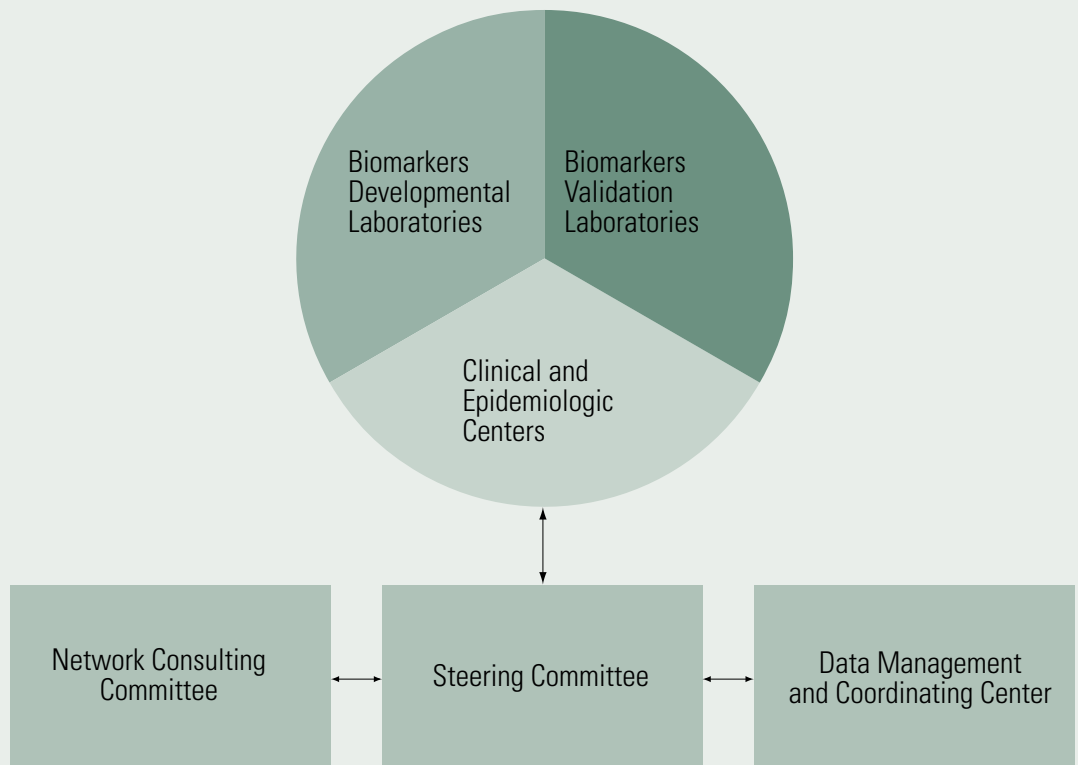 Biomarkers
Developmental
Laboratories
Biomarkers
Validation
Laboratories
Clinical and
Epidemiologic
Centers
Network Consulting
Committee
Steering Committee
Data Management
and Coordinating Center